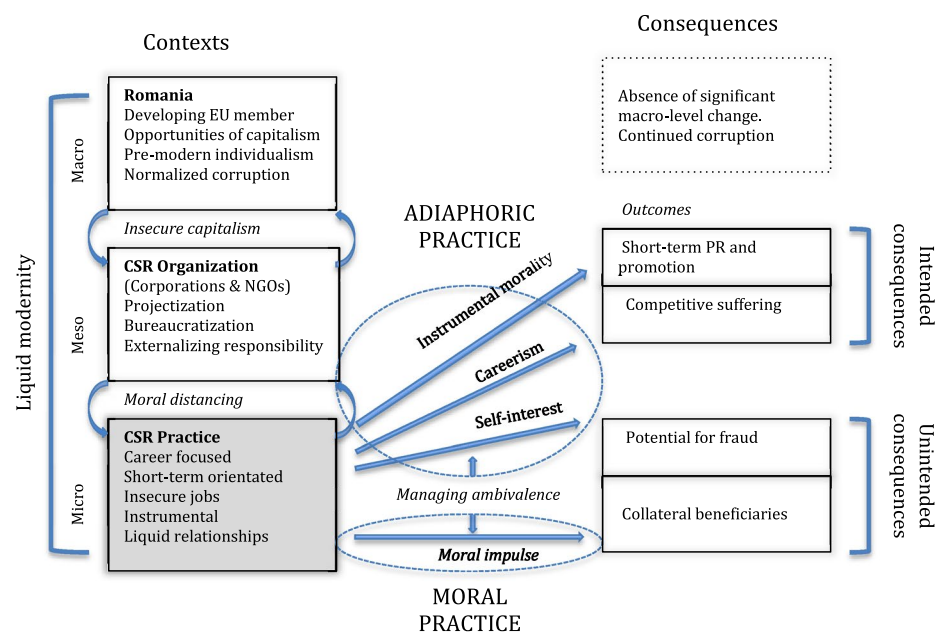 Contexts
Consequences
Liquid modernity
Macro
Romania
Developing EU member
Opportunities of capitalism
Pre-modern individualism
Normalized corruption
Insecure capitalism
Meso
CSR Organization
(Corporations & NGOs)
Projectization
Bureaucratization
Externalizing responsibility
Moral distancing
Micro
CSR Practice
Career focused
Short-term orientated
Insecure jobs
Instrumental
Liquid relationships
ADIAPHORIC
PRACTICE
Instrumental morality
Careerism
Self-interest
Managing ambivalence
Moral impulse
MORAL
PRACTICE
Absence of significant
macro-level change.
Continued corruption
Outcomes
Short-term PR and
promotion
Competitive suffering
Intended
consequences
Potential for fraud
Collateral beneficiaries
Unintended
consequences